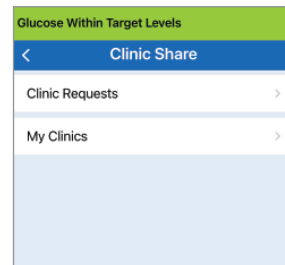 Glucose Within Target Levels
Clinic Share
Clinic Requests
My Clinics